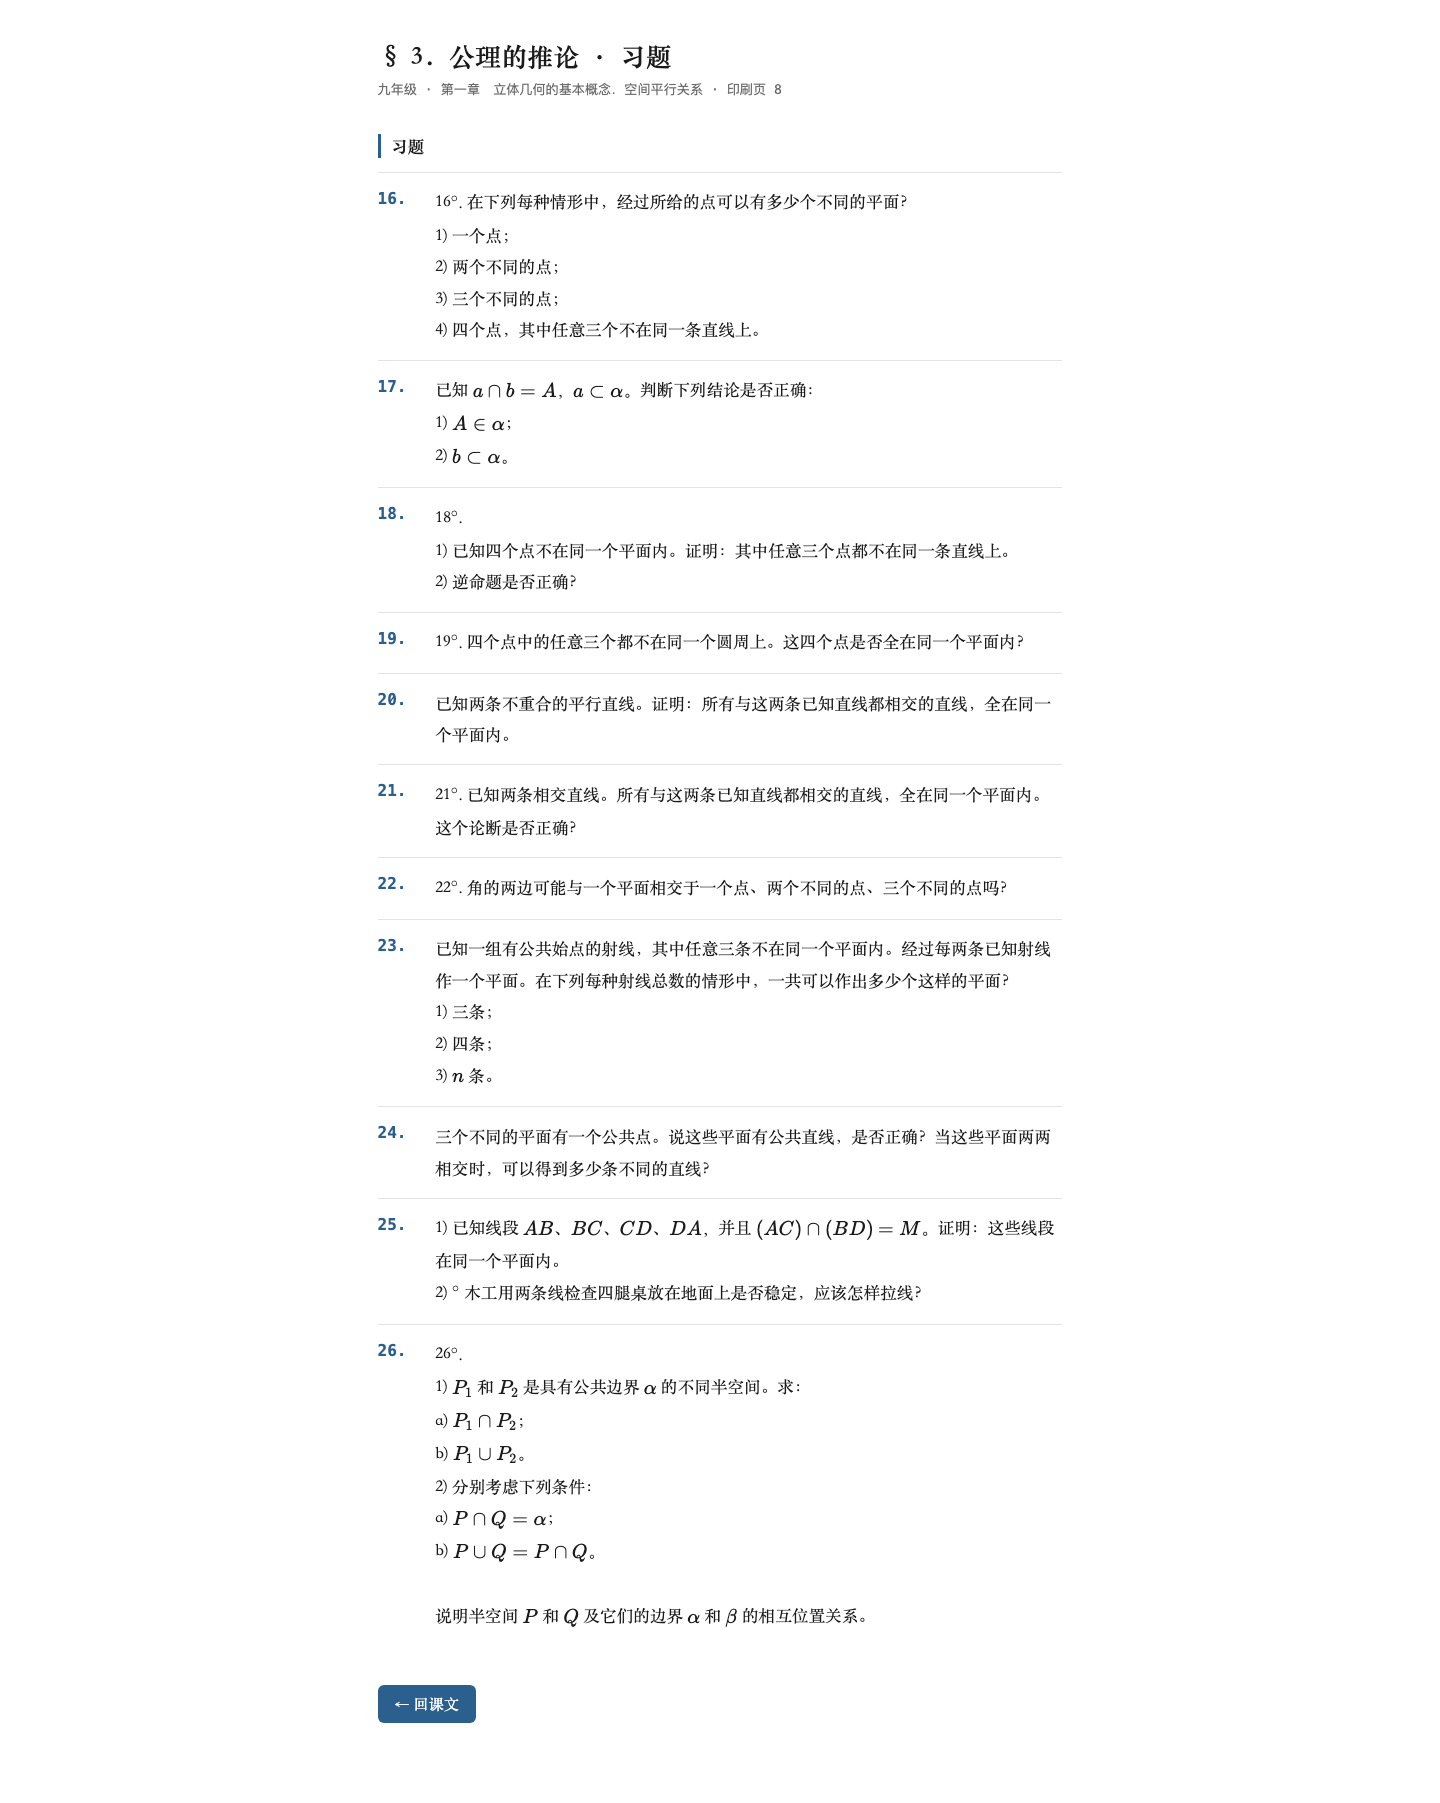 § 3. 公理的推论 · 习题
九年级 · 第一章 立体几何的基本概念. 空间平行关系 · 印刷页 8
习题
16. 16°. 在下列每种情形中，经过所给的点可以有多少个不同的平面？
1) 一个点；
2) 两个不同的点；
3) 三个不同的点；
4) 四个点，其中任意三个不在同一条直线上。
17. 已知 a ∩ b = A，a ⊂ α。判断下列结论是否正确：
1) A ∈ α；
2) b ⊂ α。
18. 18°.
1) 已知四个点不在同一个平面内。证明：其中任意三个点都不在同一条直线上。
2) 逆命题是否正确？
19. 19°. 四个点中的任意三个都不在同一个圆周上。这四个点是否全在同一个平面内？
20. 已知两条不重合的平行直线。证明：所有与这两条已知直线都相交的直线，全在同一
个平面内。
21. 21°. 已知两条相交直线。所有与这两条已知直线都相交的直线，全在同一个平面内。
这个论断是否正确？
22. 22°. 角的两边可能与一个平面相交于一个点、两个不同的点、三个不同的点吗？
23. 已知一组有公共始点的射线，其中任意三条不在同一个平面内。经过每两条已知射线
作一个平面。在下列每种射线总数的情形中，一共可以作出多少个这样的平面？
1) 三条；
2) 四条；
3) n 条。
24. 三个不同的平面有一个公共点。说这些平面有公共直线，是否正确？当这些平面两两
相交时，可以得到多少条不同的直线？
25. 1) 已知线段 AB、BC、CD、DA，并且 (AC) ∩ (BD) = M。证明：这些线段
在同一个平面内。
2) ° 木工用两条线检查四腿桌放在地面上是否稳定，应该怎样拉线？
26. 26°.
1) P₁ 和 P₂ 是具有公共边界 α 的不同半空间。求：
a) P₁ ∩ P₂；
b) P₁ ∪ P₂。
2) 分别考虑下列条件：
a) P ∩ Q = α；
b) P ∪ Q = P ∩ Q。
说明半空间 P 和 Q 及它们的边界 α 和 β 的相互位置关系。
← 回课文